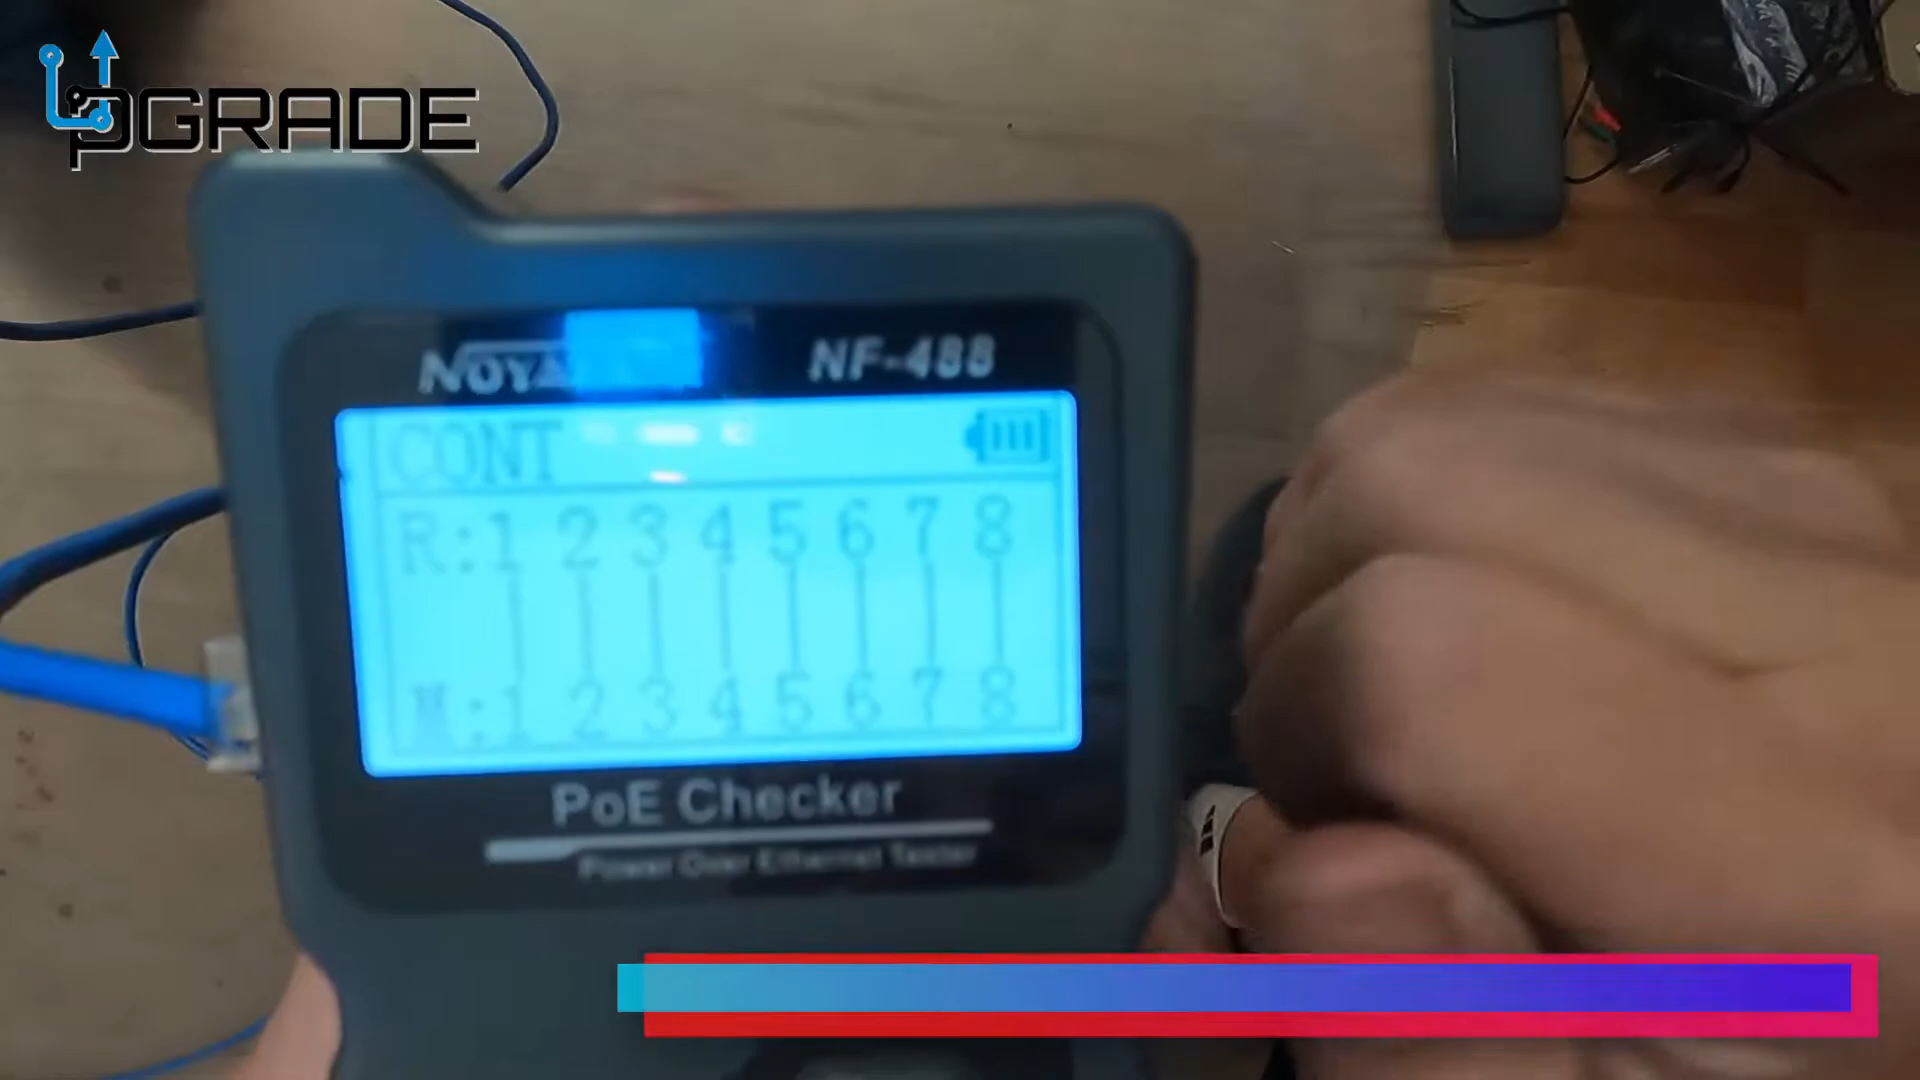 UPGRADE
NF-488
CONT
R:1 2 3 4 5 6 7 8
M:1 2 3 4 5 6 7 8
PoE Checker
Power Over Ethernet Tester